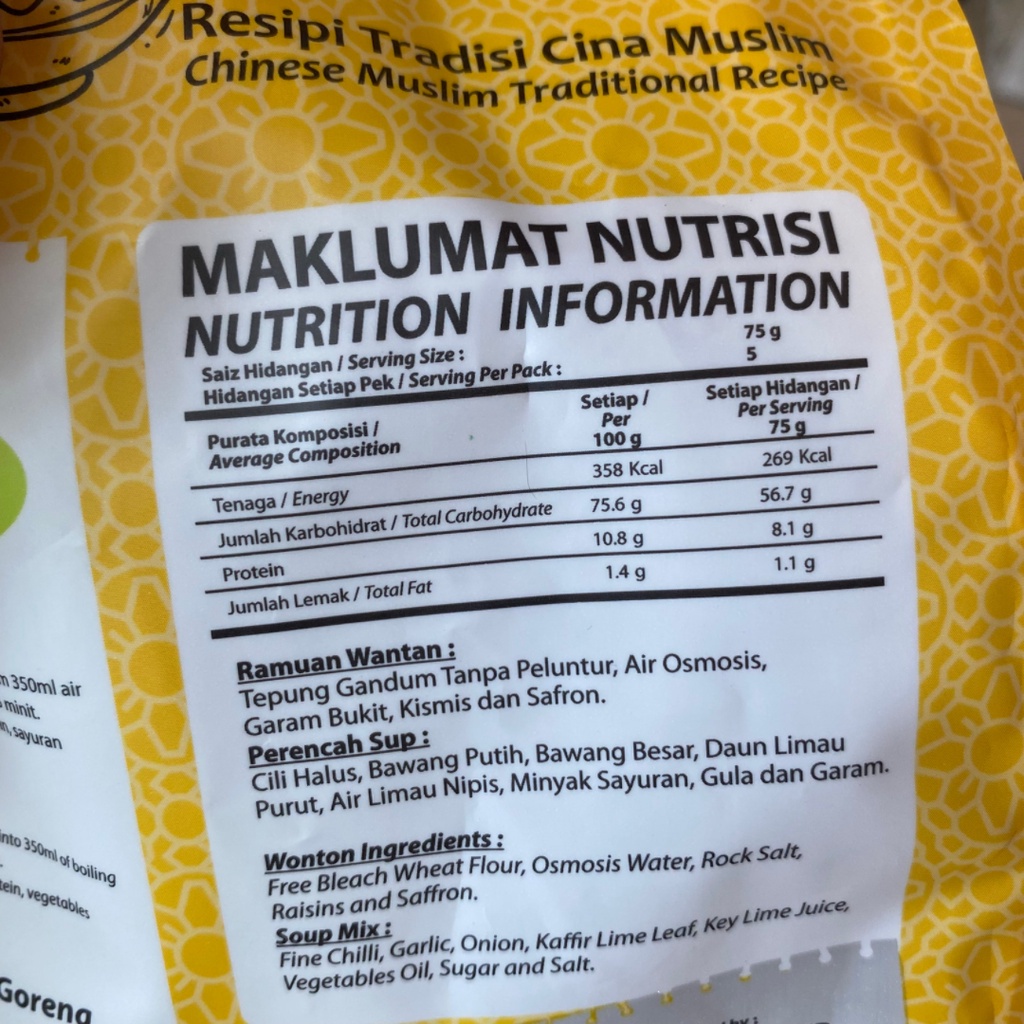 Resipi Tradisi Cina Muslim
Chinese Muslim Traditional Recipe
MAKLUMAT NUTRISI
NUTRITION INFORMATION
Saiz Hidangan / Serving Size : 75 g
Hidangan Setiap Pek / Serving Per Pack : 5
Purata Komposisi / Average Composition
Setiap / Per 100 g
Setiap Hidangan / Per Serving 75 g
Tenaga / Energy 358 Kcal 269 Kcal
Jumlah Karbohidrat / Total Carbohydrate 75.6 g 56.7 g
Protein 10.8 g 8.1 g
Jumlah Lemak / Total Fat 1.4 g 1.1 g
Ramuan Wantan :
Tepung Gandum Tanpa Peluntur, Air Osmosis,
Garam Bukit, Kismis dan Safron.
Perencah Sup :
Cili Halus, Bawang Putih, Bawang Besar, Daun Limau
Purut, Air Limau Nipis, Minyak Sayuran, Gula dan Garam.
Wonton Ingredients :
Free Bleach Wheat Flour, Osmosis Water, Rock Salt,
Raisins and Saffron.
Soup Mix :
Fine Chilli, Garlic, Onion, Kaffir Lime Leaf, Key Lime Juice,
Vegetables Oil, Sugar and Salt.
350ml air
minit.
sayuran
into 350ml of boiling
vegetables
Goreng